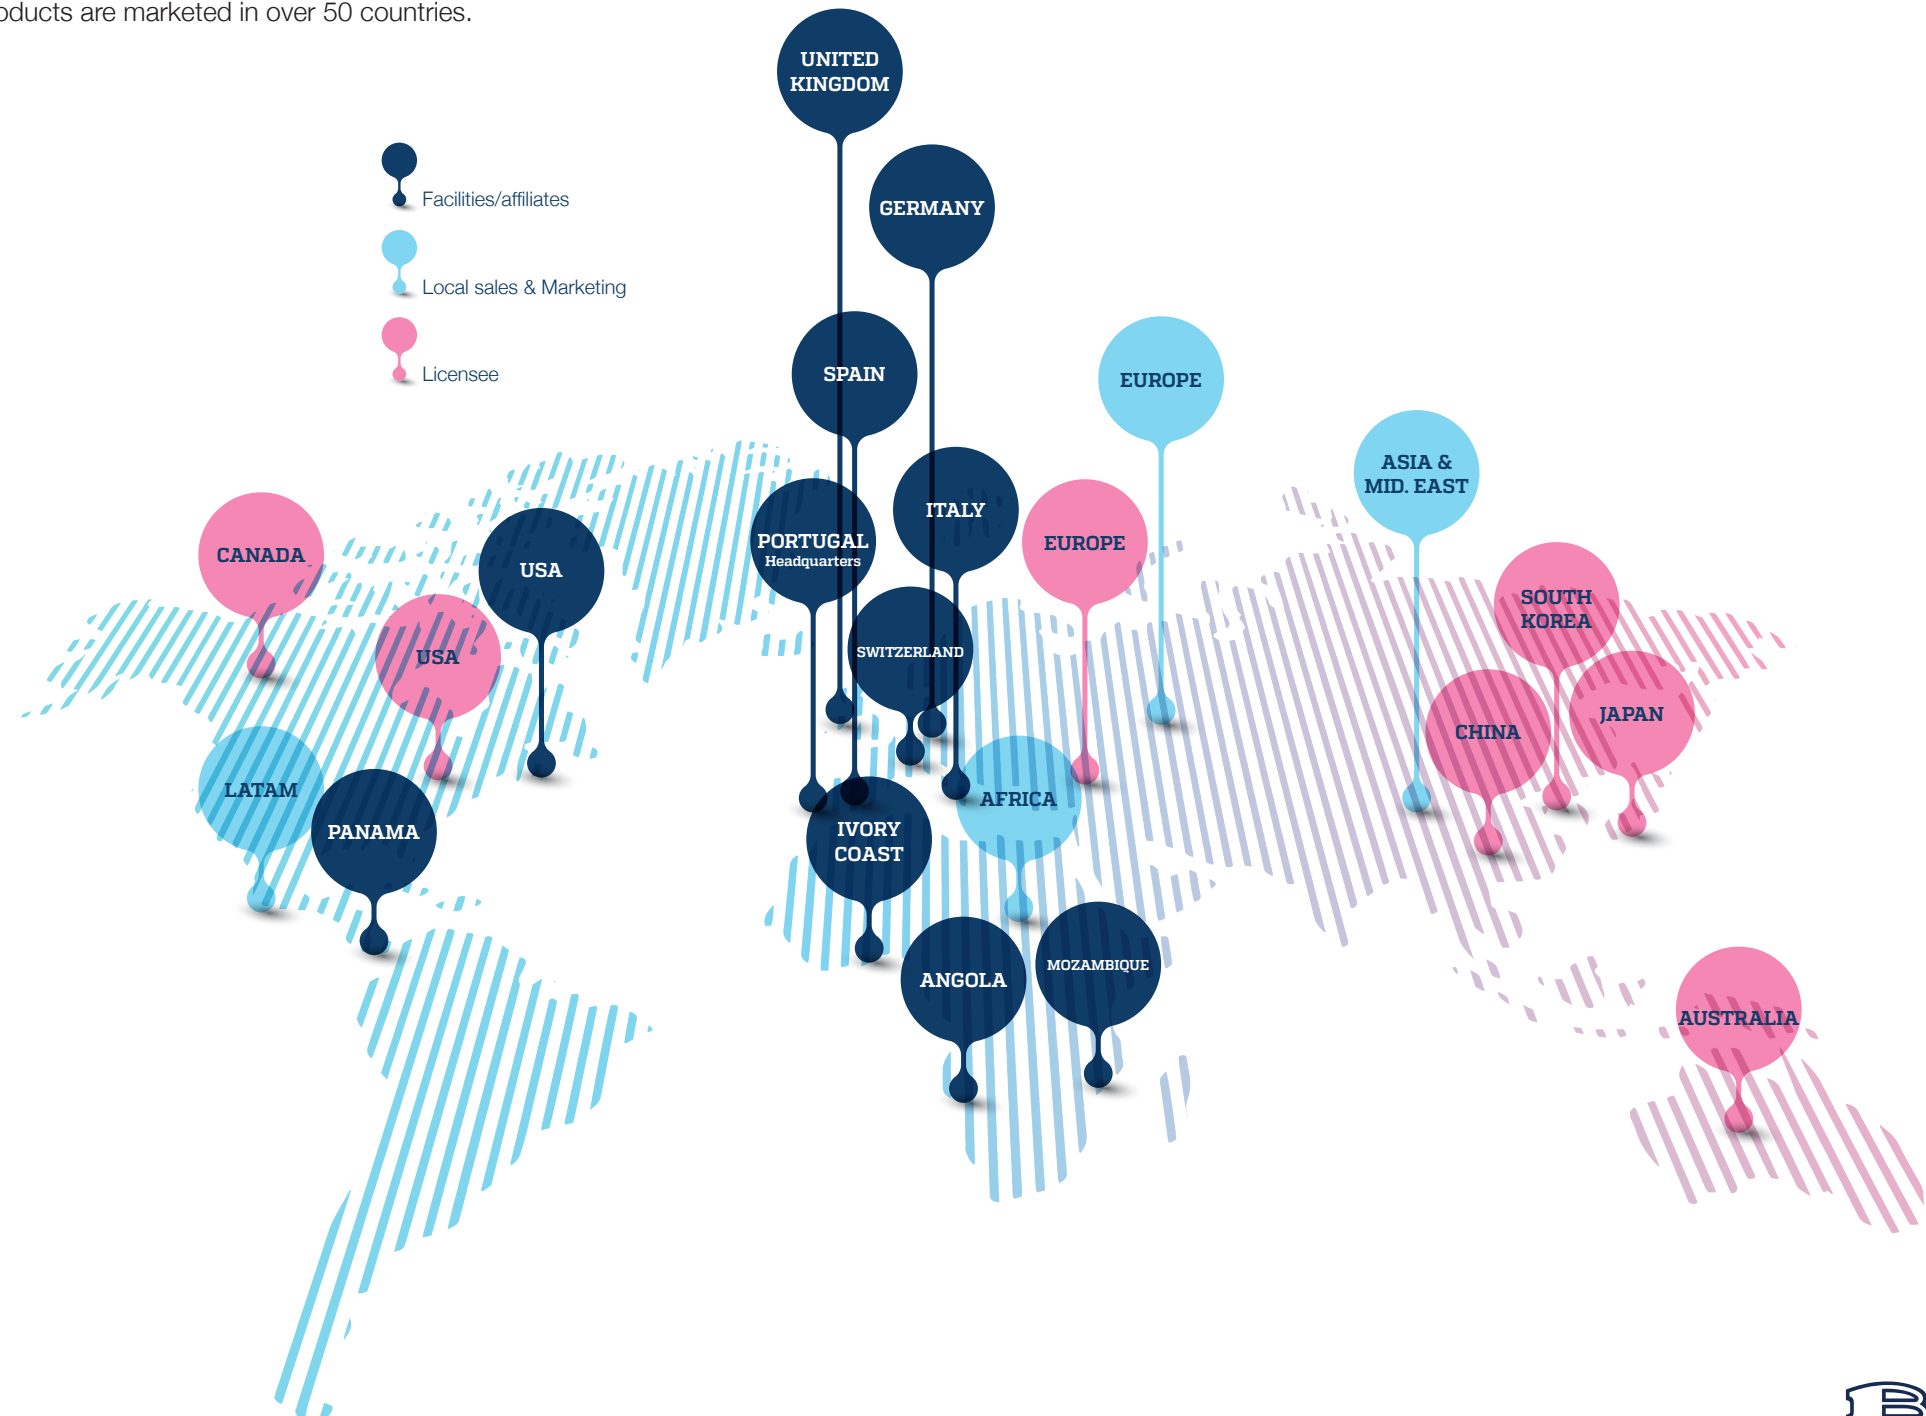 oducts are marketed in over 50 countries.
UNITED
KINGDOM
Facilities/affiliates
GERMANY
Local sales & Marketing
SPAIN
EUROPE
Licensee
ASIA &
MID. EAST
ITALY
PORTUGAL
Headquarters
EUROPE
CANADA
USA
SOUTH
KOREA
USA
SWITZERLAND
JAPAN
CHINA
LATAM
AFRICA
PANAMA
IVORY
COAST
MOZAMBIQUE
ANGOLA
AUSTRALIA
B